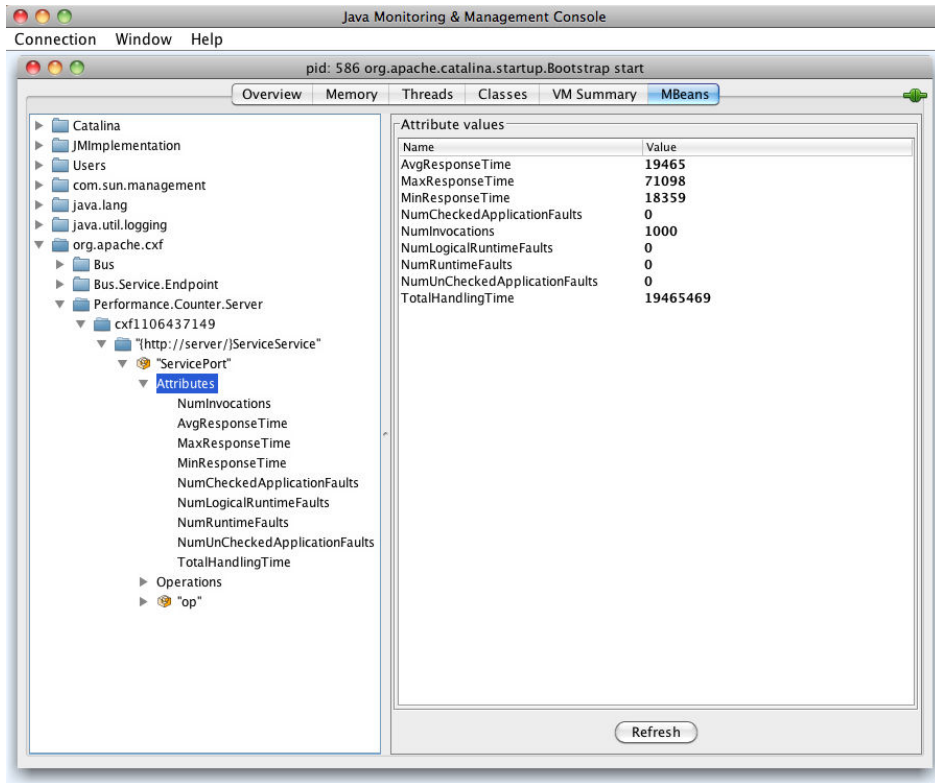 Java Monitoring & Management Console
Connection Window Help
pid: 586 org.apache.catalina.startup.Bootstrap start
Overview Memory Threads Classes VM Summary MBeans
Catalina
JMImplementation
Users
com.sun.management
java.lang
java.util.logging
org.apache.cxf
Bus
Bus.Service.Endpoint
Performance.Counter.Server
cxf1106437149
"{http://server/}ServiceService"
"ServicePort"
Attributes
NumInvocations
AvgResponseTime
MaxResponseTime
MinResponseTime
NumCheckedApplicationFaults
NumLogicalRuntimeFaults
NumRuntimeFaults
NumUnCheckedApplicationFaults
TotalHandlingTime
Operations
"op"
Attribute values
Name Value
AvgResponseTime 19465
MaxResponseTime 71098
MinResponseTime 18359
NumCheckedApplicationFaults 0
NumInvocations 1000
NumLogicalRuntimeFaults 0
NumRuntimeFaults 0
NumUnCheckedApplicationFaults 0
TotalHandlingTime 19465469
Refresh